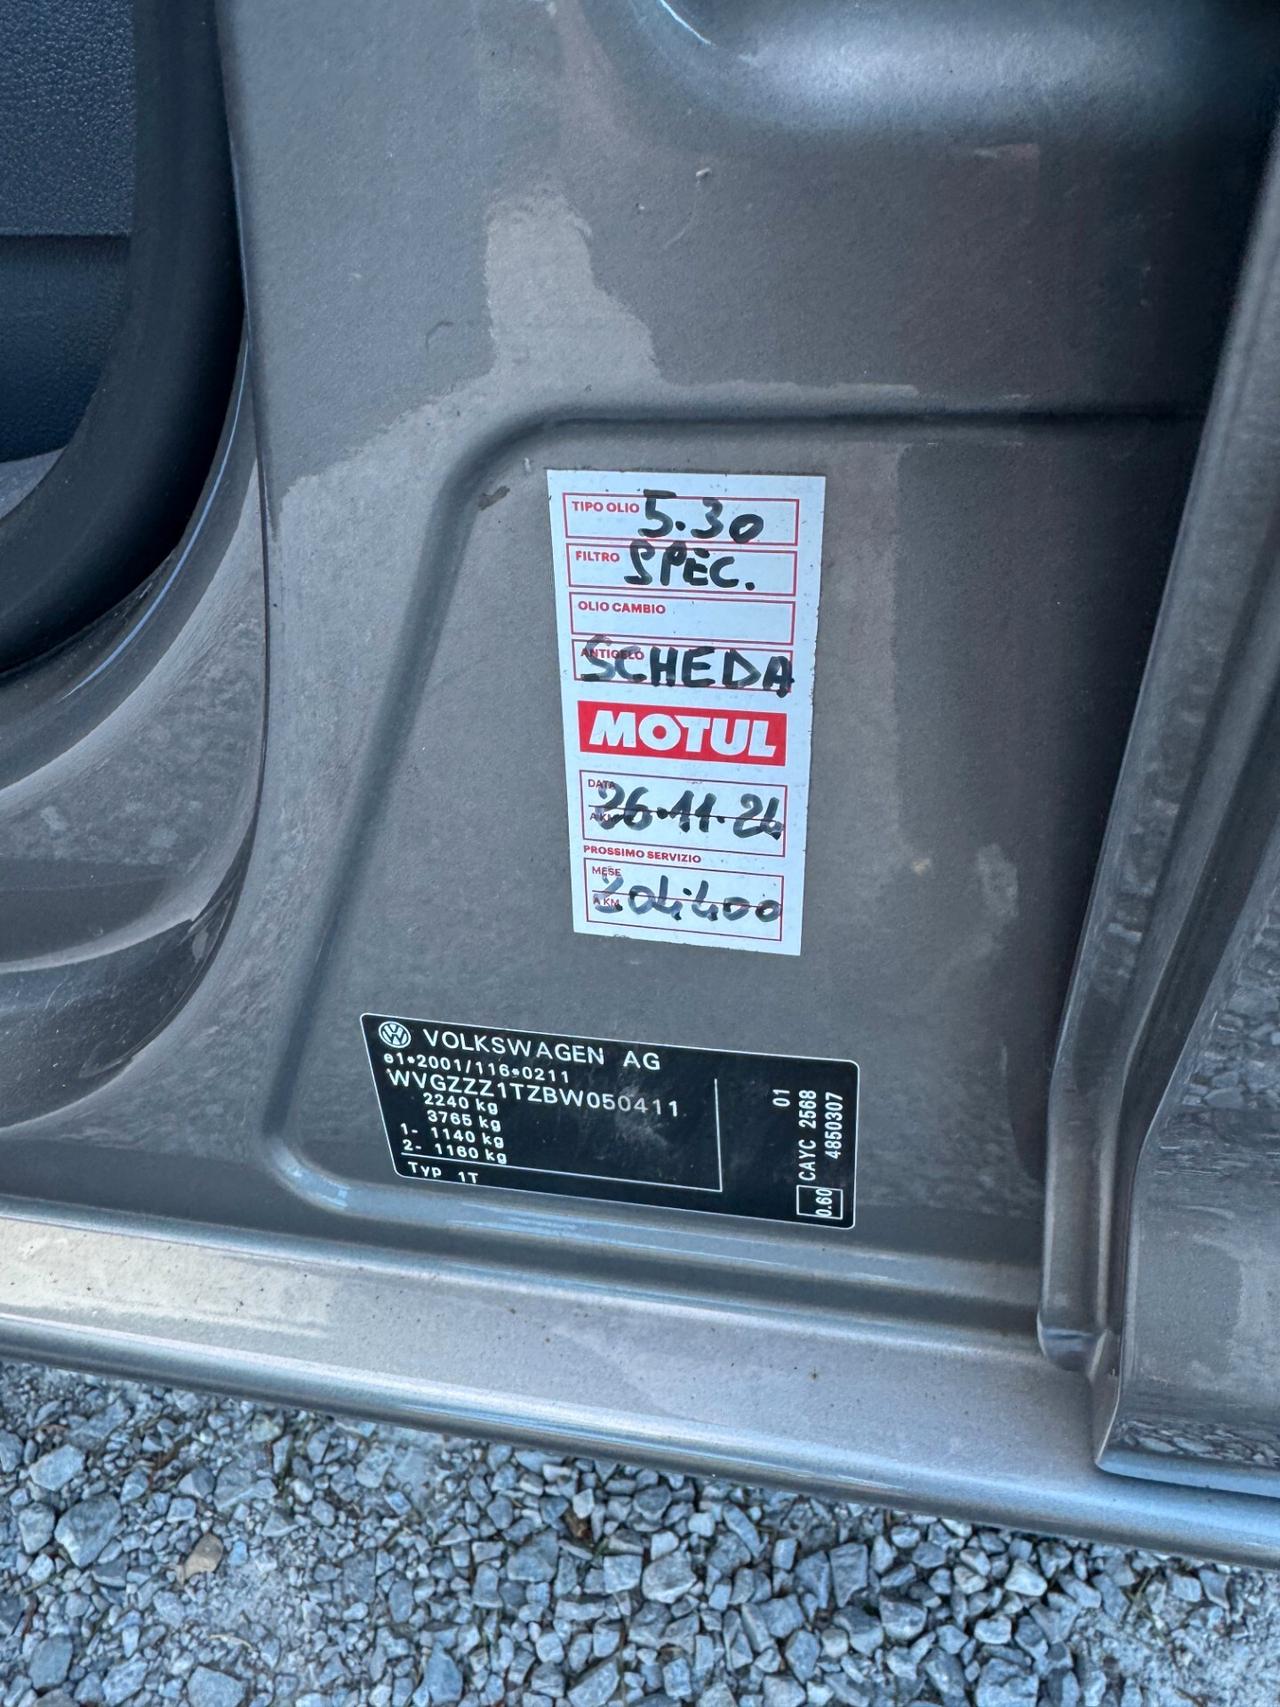 TIPO OLIO 5.30
FILTRO SPEC.
OLIO CAMBIO
ANTIGELO SCHEDA
MOTUL
DATA
A KM 26.11.24
PROSSIMO SERVIZIO
MESE
A KM 204.400
VOLKSWAGEN AG
e1*2001/116*0211
WVGZZZ1TZBW050411
2240 kg
3765 kg
1- 1140 kg
2- 1160 kg
Typ 1T
01
CAYC 2568
4850307
0.60